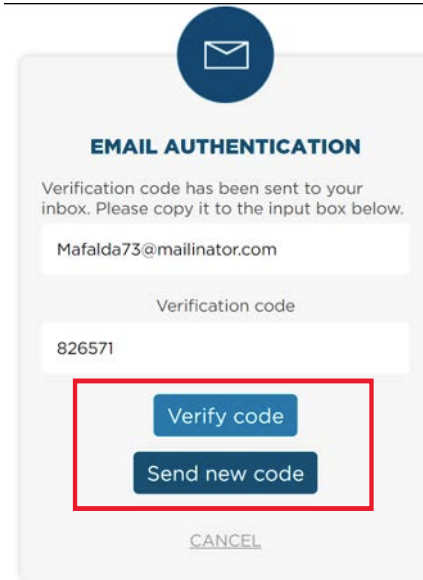 EMAIL AUTHENTICATION
Verification code has been sent to your
inbox. Please copy it to the input box below.
Mafalda73@mailinator.com
Verification code
826571
Verify code
Send new code
CANCEL